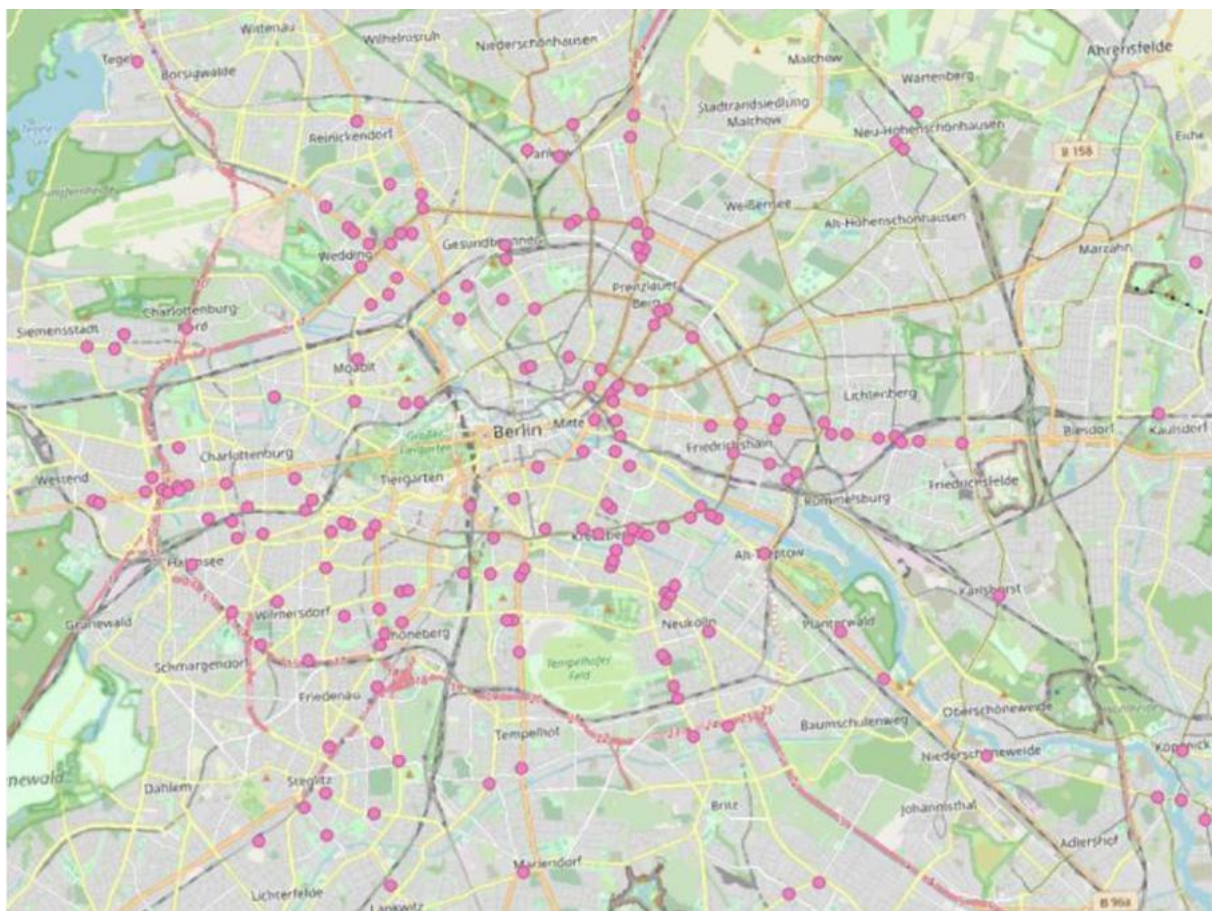 Wittenau
Wilhelmsruh
Niederschönhausen
Ahrensfelde
Tegel
Borsigwalde
Malchow
Wartenberg
Stadtrandsiedlung
Malchow
Reinickendorf
Neu-Hohenschönhausen
Eiche
B 158
Pankow
Weißensee
Alt-Hohenschönhausen
Gesundbrunnen
Marzahn
Wedding
Prenzlauer
Berg
Charlottenburg-
Nord
Siemensstadt
Moabit
Lichtenberg
Mitte
Berlin
Großer
Tiergarten
Biesdorf
Kaulsdorf
Friedrichshain
Charlottenburg
Westend
Tiergarten
Friedrichsfelde
Rummelsburg
Kreuzberg
Alt-Treptow
Halensee
Karlshorst
Grunewald
Wilmersdorf
Schöneberg
Neukölln
Plänterwald
Schmargendorf
Tempelhofer
Feld
Friedenau
Oberschöneweide
Baumschulenweg
Tempelhof
Niederschöneweide
Köpenick
Grunewald
Dahlem
Steglitz
Britz
Johannisthal
Adlershof
Mariendorf
Lichterfelde
Lankwitz
B 96a